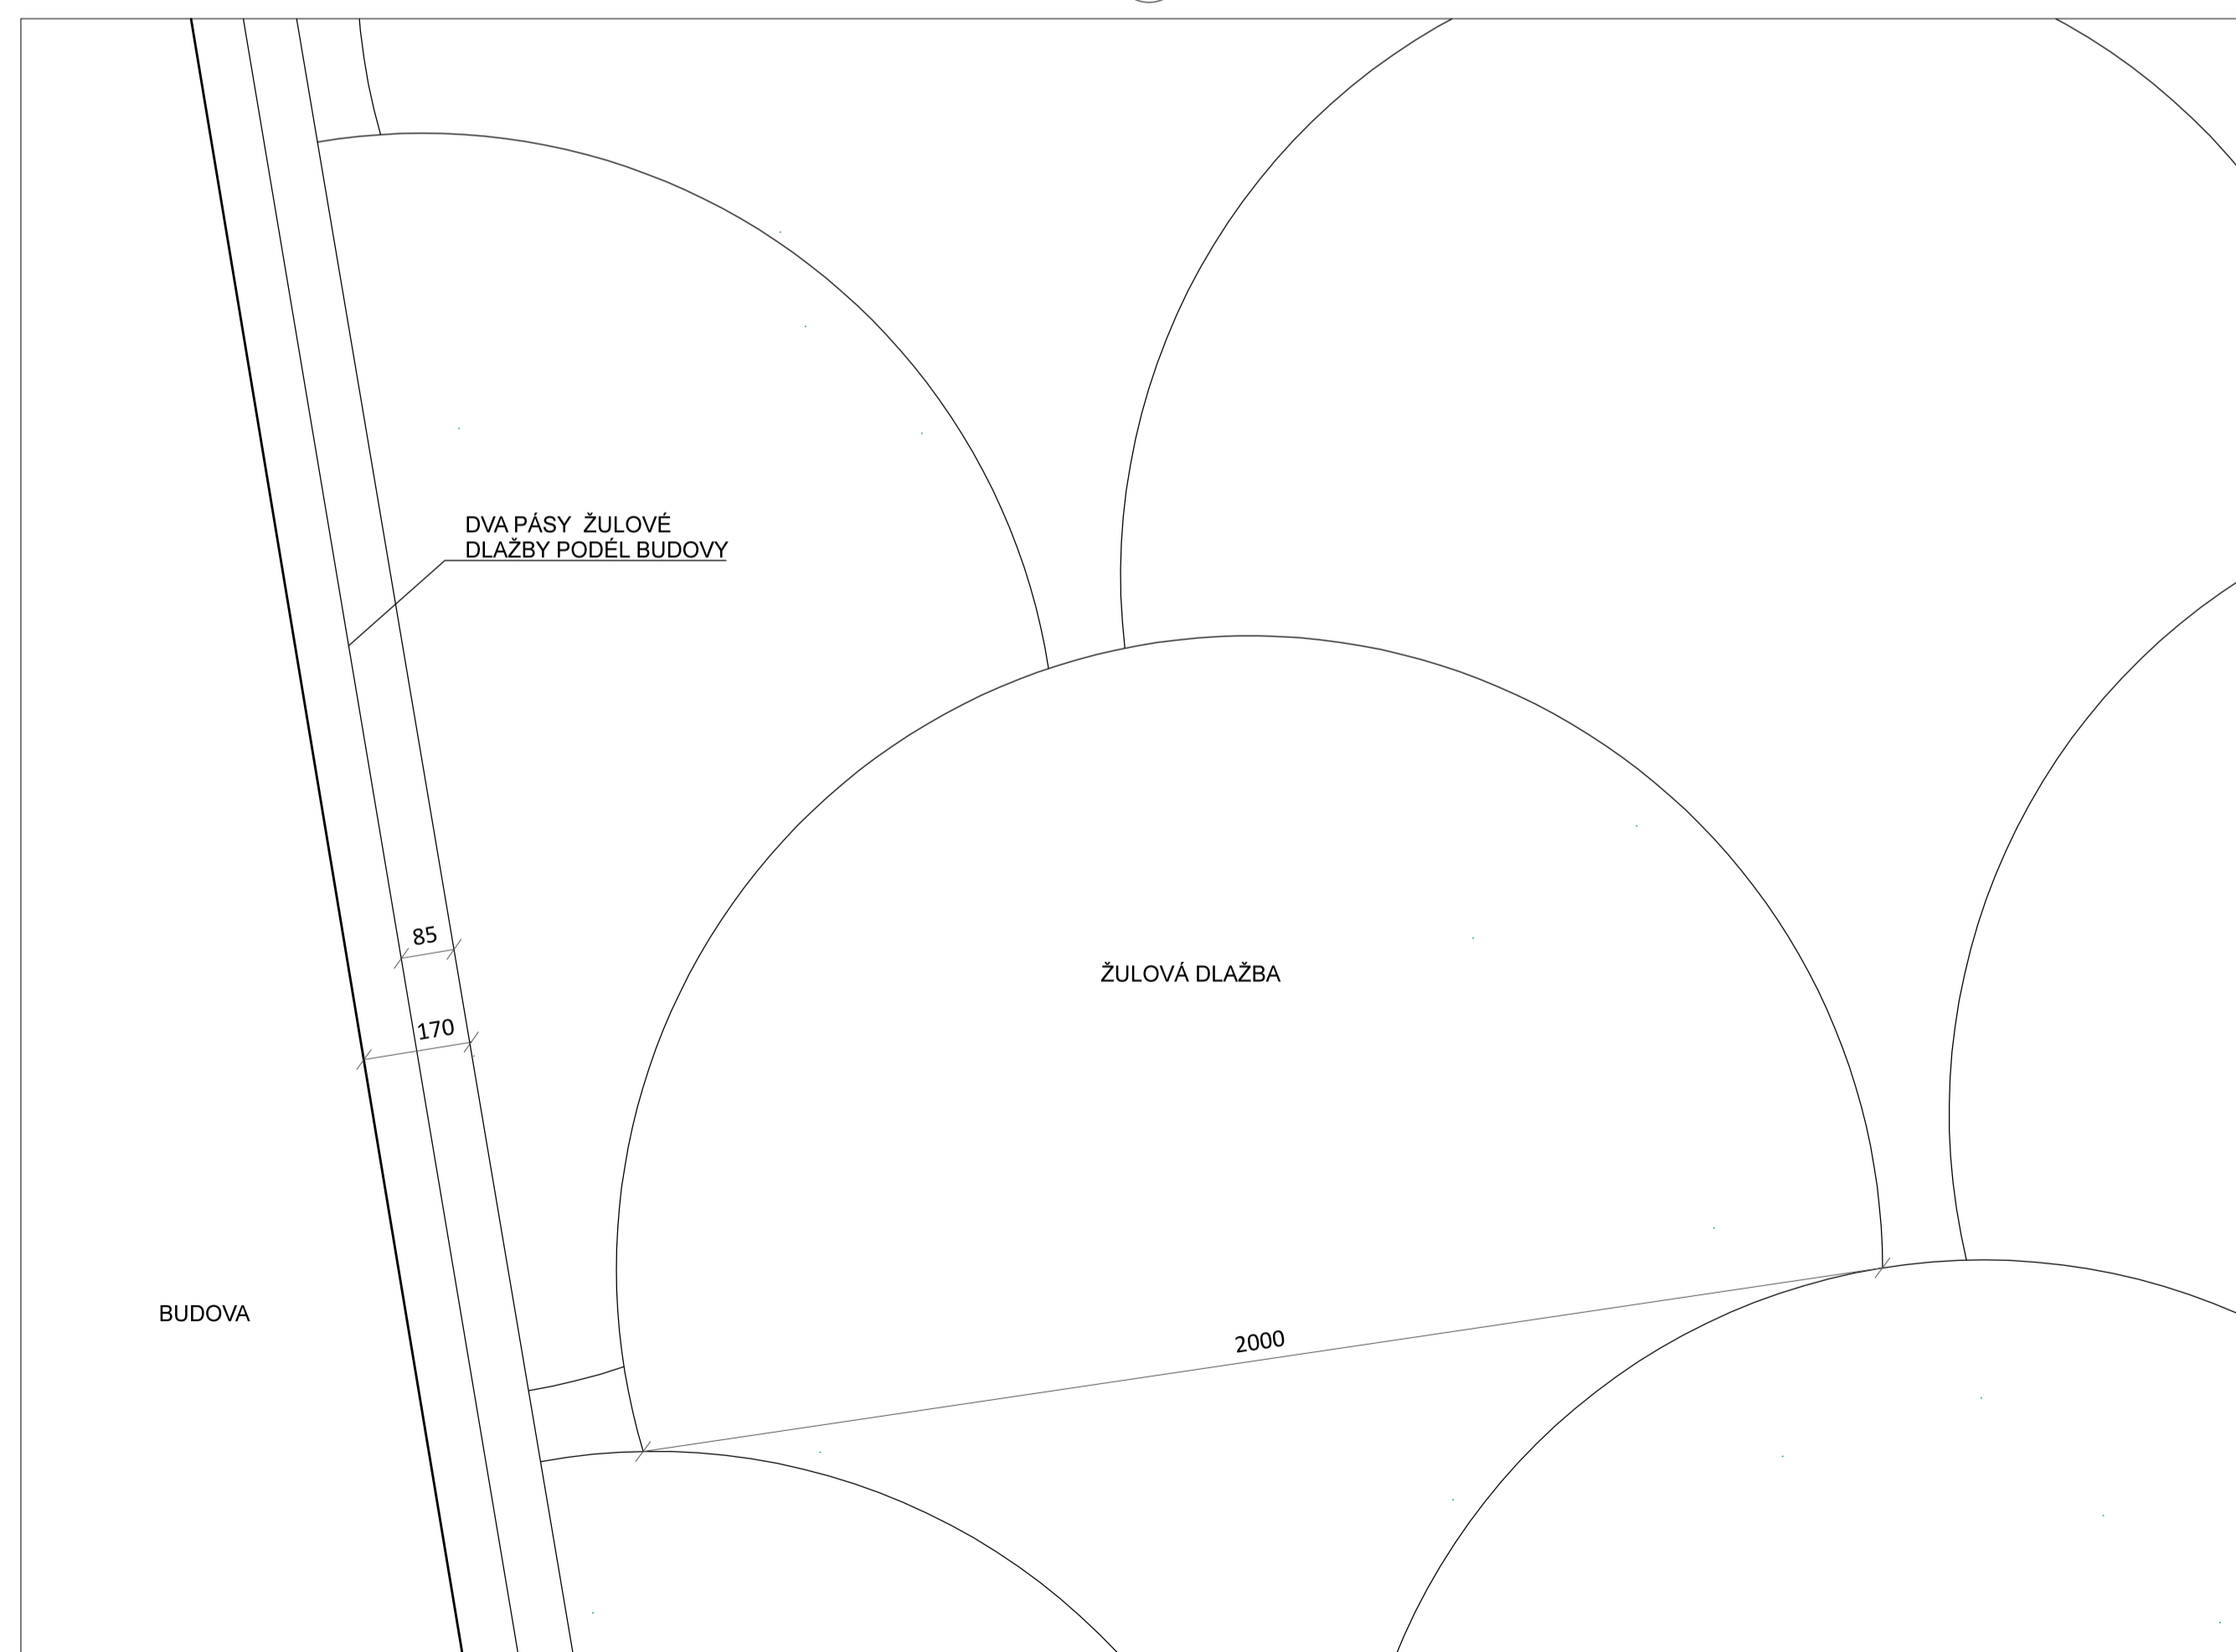 DVA PÁSY ŽULOVÉ
DLAŽBY PODÉL BUDOVY
85
ŽULOVÁ DLAŽBA
170
BUDOVA
2000